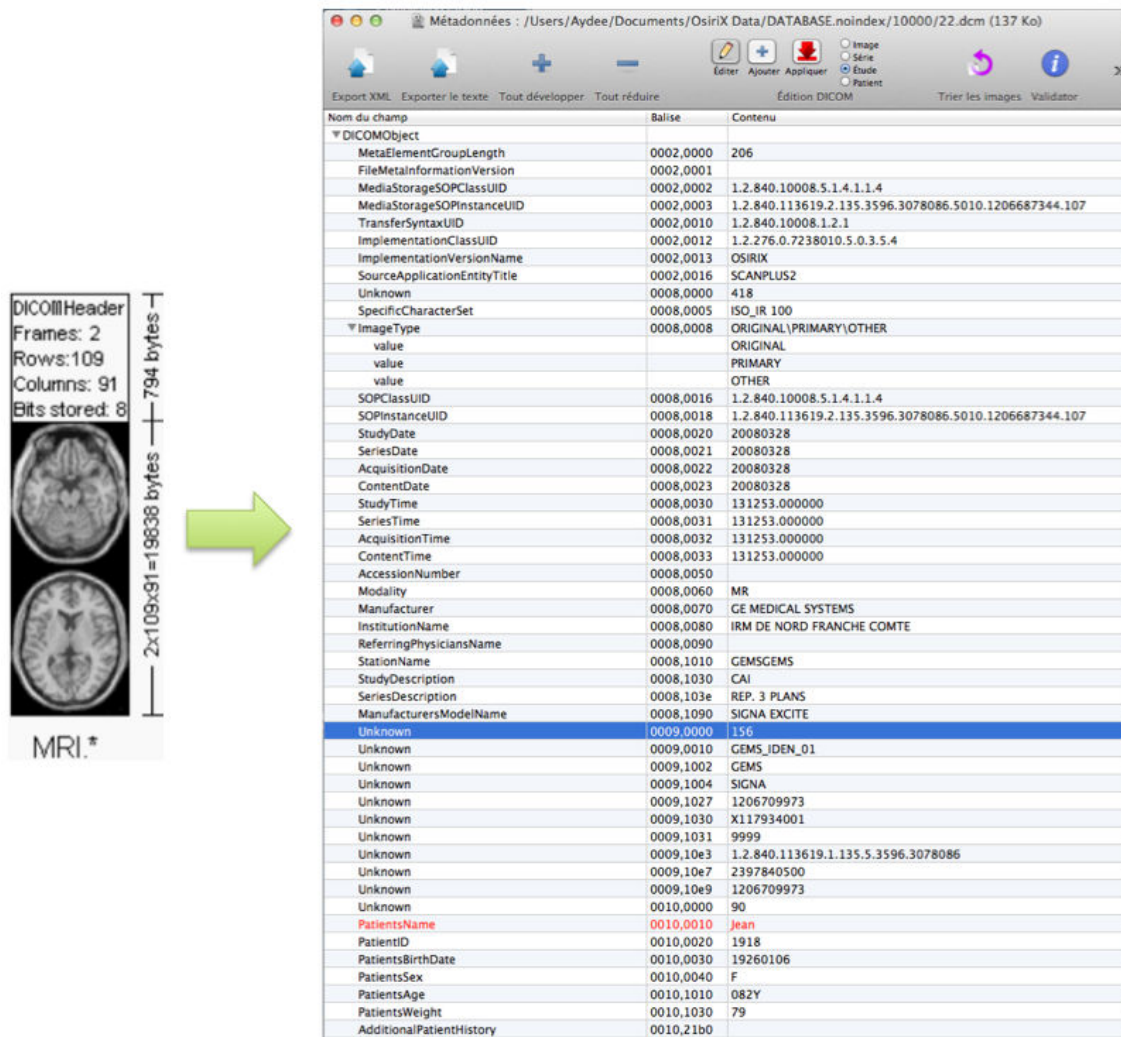 DICOM Header
Frames: 2
Rows:109
Columns: 91
Bits stored: 8
794 bytes
2x109x91=19838 bytes
MRI.*
Métadonnées : /Users/Aydee/Documents/OsiriX Data/DATABASE.noindex/10000/22.dcm (137 Ko)
Éditer Ajouter Appliquer
Image
Série
Étude
Patient
Export XML Exporter le texte Tout développer Tout réduire Édition DICOM Trier les images Validator
Nom du champ Balise Contenu
DICOMObject
MetaElementGroupLength 0002,0000 206
FileMetaInformationVersion 0002,0001
MediaStorageSOPClassUID 0002,0002 1.2.840.10008.5.1.4.1.1.4
MediaStorageSOPInstanceUID 0002,0003 1.2.840.113619.2.135.3596.3078086.5010.1206687344.107
TransferSyntaxUID 0002,0010 1.2.840.10008.1.2.1
ImplementationClassUID 0002,0012 1.2.276.0.7238010.5.0.3.5.4
ImplementationVersionName 0002,0013 OSIRIX
SourceApplicationEntityTitle 0002,0016 SCANPLUS2
Unknown 0008,0000 418
SpecificCharacterSet 0008,0005 ISO_IR 100
ImageType 0008,0008 ORIGINAL\PRIMARY\OTHER
value ORIGINAL
value PRIMARY
value OTHER
SOPClassUID 0008,0016 1.2.840.10008.5.1.4.1.1.4
SOPInstanceUID 0008,0018 1.2.840.113619.2.135.3596.3078086.5010.1206687344.107
StudyDate 0008,0020 20080328
SeriesDate 0008,0021 20080328
AcquisitionDate 0008,0022 20080328
ContentDate 0008,0023 20080328
StudyTime 0008,0030 131253.000000
SeriesTime 0008,0031 131253.000000
AcquisitionTime 0008,0032 131253.000000
ContentTime 0008,0033 131253.000000
AccessionNumber 0008,0050
Modality 0008,0060 MR
Manufacturer 0008,0070 GE MEDICAL SYSTEMS
InstitutionName 0008,0080 IRM DE NORD FRANCHE COMTE
ReferringPhysiciansName 0008,0090
StationName 0008,1010 GEMSGEMS
StudyDescription 0008,1030 CAI
SeriesDescription 0008,103e REP. 3 PLANS
ManufacturersModelName 0008,1090 SIGNA EXCITE
Unknown 0009,0000 156
Unknown 0009,0010 GEMS_IDEN_01
Unknown 0009,1002 GEMS
Unknown 0009,1004 SIGNA
Unknown 0009,1027 1206709973
Unknown 0009,1030 X117934001
Unknown 0009,1031 9999
Unknown 0009,10e3 1.2.840.113619.1.135.5.3596.3078086
Unknown 0009,10e7 2397840500
Unknown 0009,10e9 1206709973
Unknown 0010,0000 90
PatientsName 0010,0010 Jean
PatientID 0010,0020 1918
PatientsBirthDate 0010,0030 19260106
PatientsSex 0010,0040 F
PatientsAge 0010,1010 082Y
PatientsWeight 0010,1030 79
AdditionalPatientHistory 0010,21b0